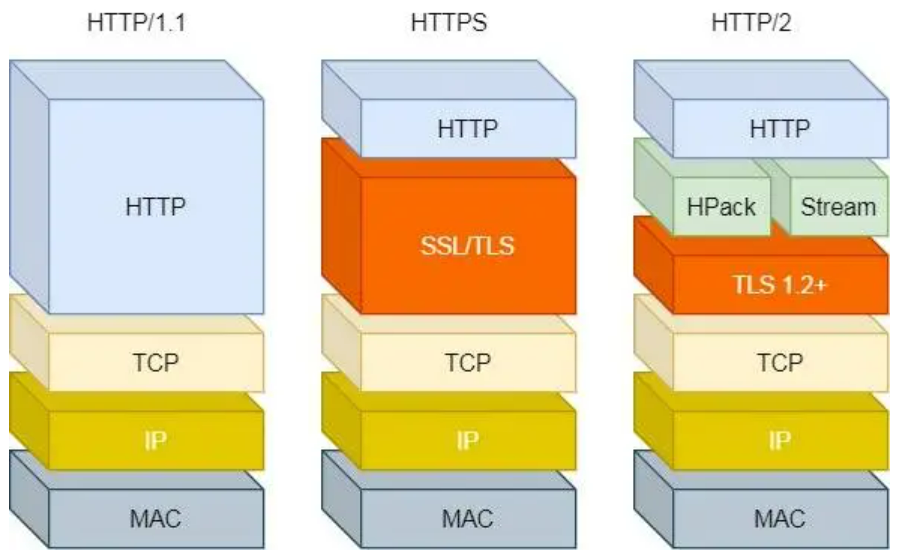 HTTP/1.1
HTTP
TCP
IP
MAC
HTTPS
HTTP
SSL/TLS
TCP
IP
MAC
HTTP/2
HTTP
HPack
Stream
TLS 1.2+
TCP
IP
MAC